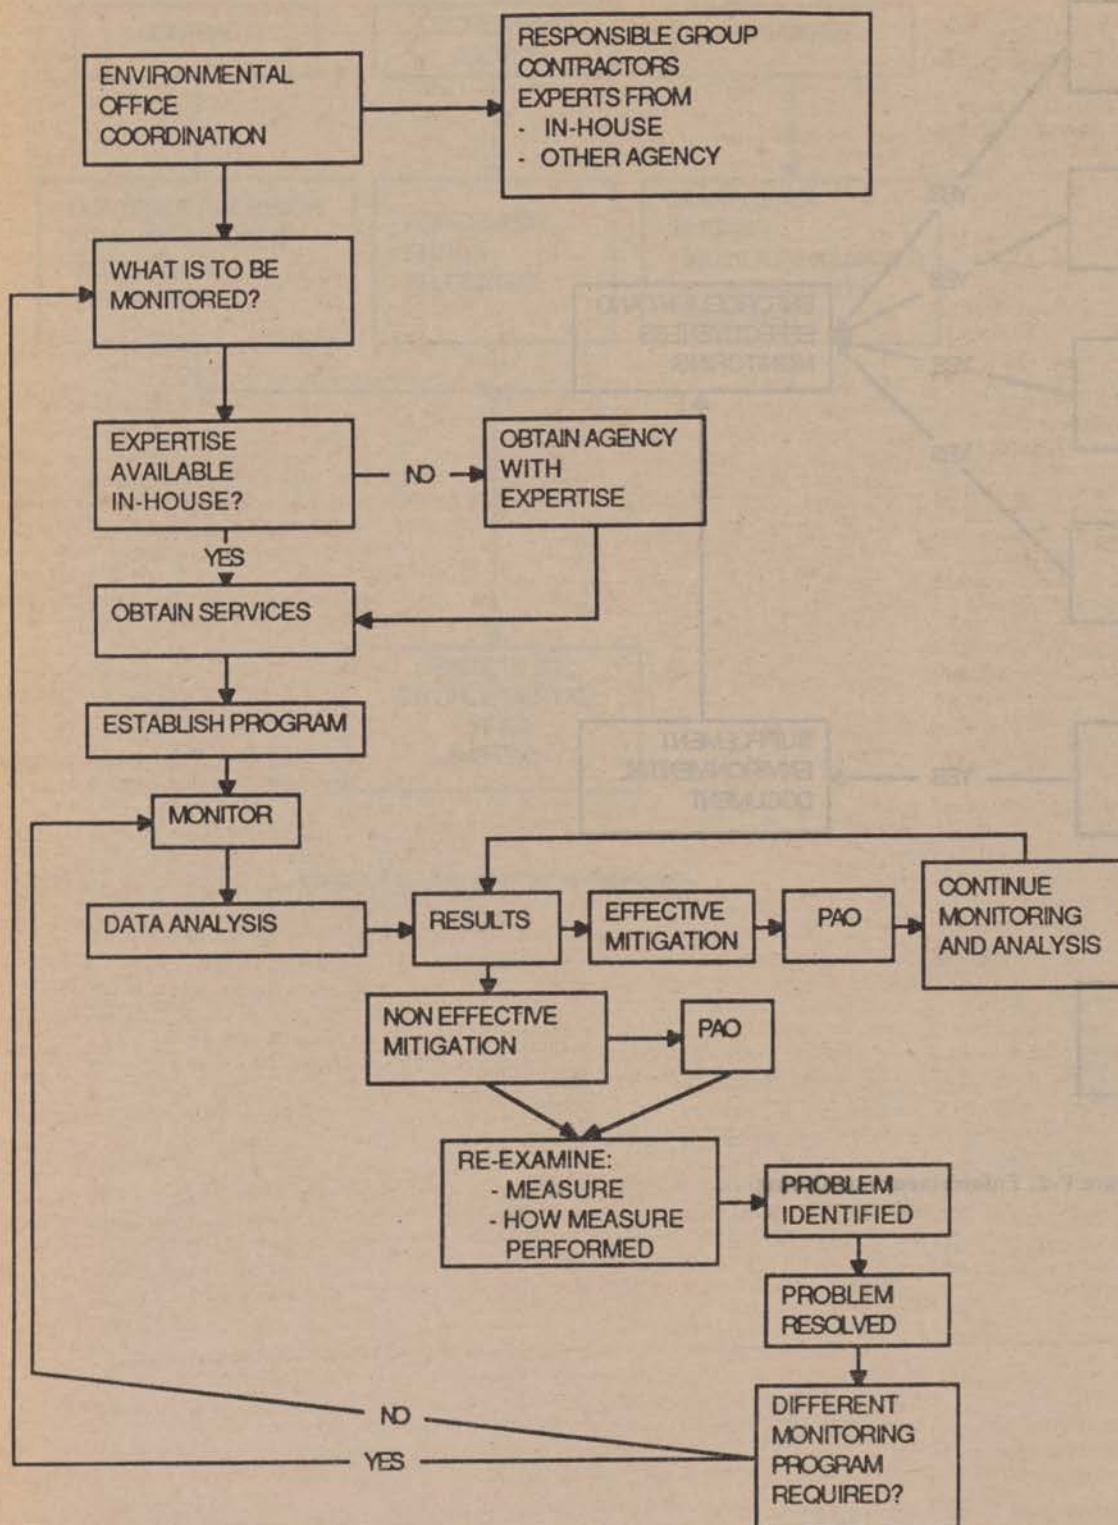 ENVIRONMENTAL
OFFICE
COORDINATION
RESPONSIBLE GROUP
CONTRACTORS
EXPERTS FROM
- IN-HOUSE
- OTHER AGENCY
WHAT IS TO BE
MONITORED?
EXPERTISE
AVAILABLE
IN-HOUSE?
NO
OBTAIN AGENCY
WITH
EXPERTISE
YES
OBTAIN SERVICES
ESTABLISH PROGRAM
MONITOR
DATA ANALYSIS
RESULTS
EFFECTIVE
MITIGATION
PAO
CONTINUE
MONITORING
AND ANALYSIS
NON EFFECTIVE
MITIGATION
PAO
RE-EXAMINE:
- MEASURE
- HOW MEASURE
PERFORMED
PROBLEM
IDENTIFIED
PROBLEM
RESOLVED
DIFFERENT
MONITORING
PROGRAM
REQUIRED?
NO
YES